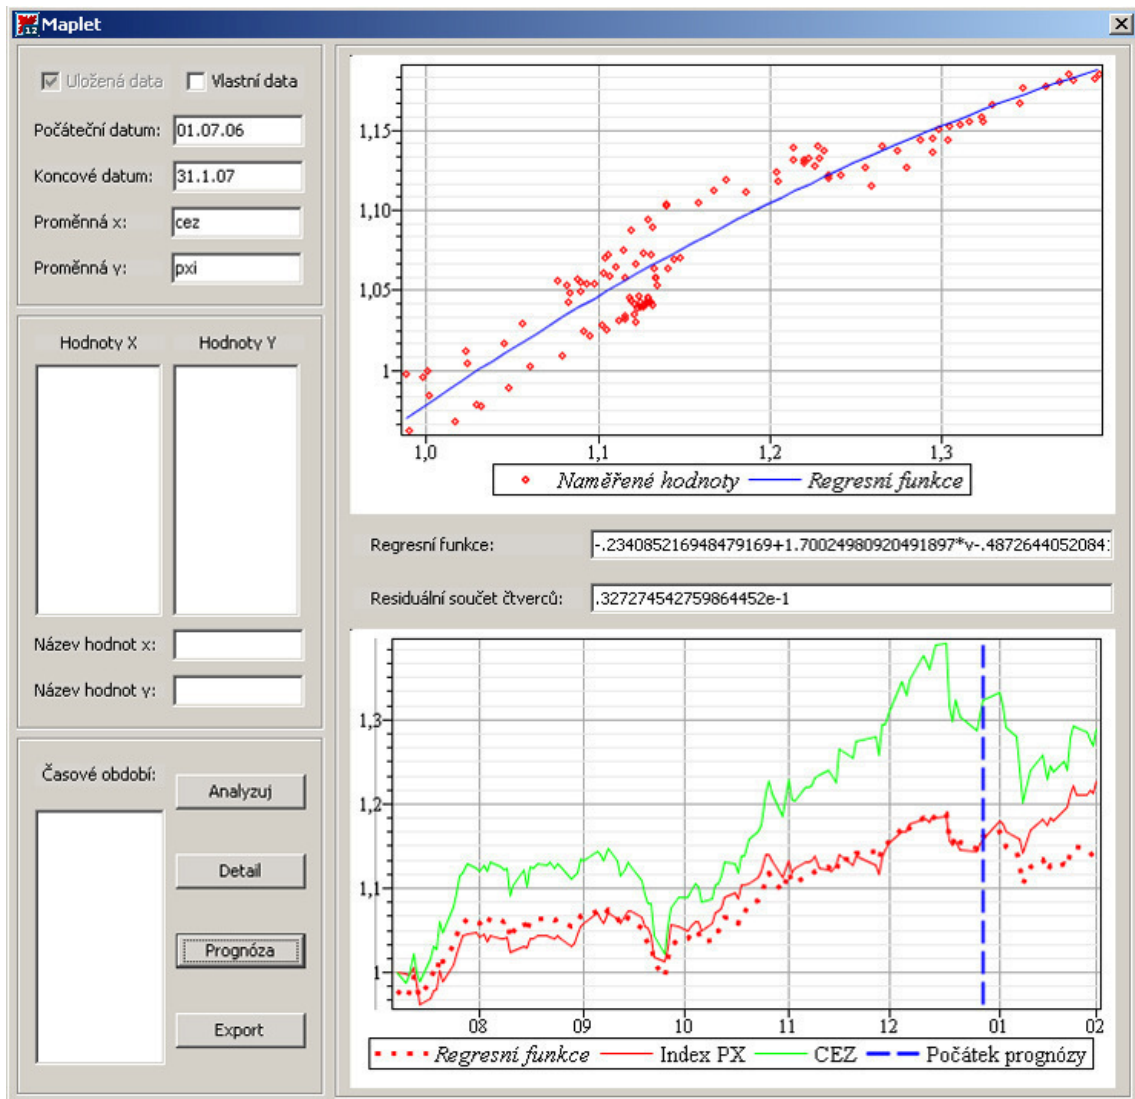 Maplet
Uložená data Vlastní data
Počáteční datum: 01.07.06
Koncové datum: 31.1.07
Proměnná x: cez
Proměnná y: pxi
Hodnoty X Hodnoty Y
Název hodnot x:
Název hodnot y:
Časové období:
Analyzuj
Detail
Prognóza
Export
1,15
1,10
1,05
1
1,0 1,1 1,2 1,3
Naměřené hodnoty Regresní funkce
Regresní funkce: -.234085216948479169+1.70024980920491897*v-.4872644052084
Residuální součet čtverců: .327274542759864452e-1
1,3
1,2
1,1
1
08 09 10 11 12 01 02
Regresní funkce Index PX CEZ Počátek prognózy